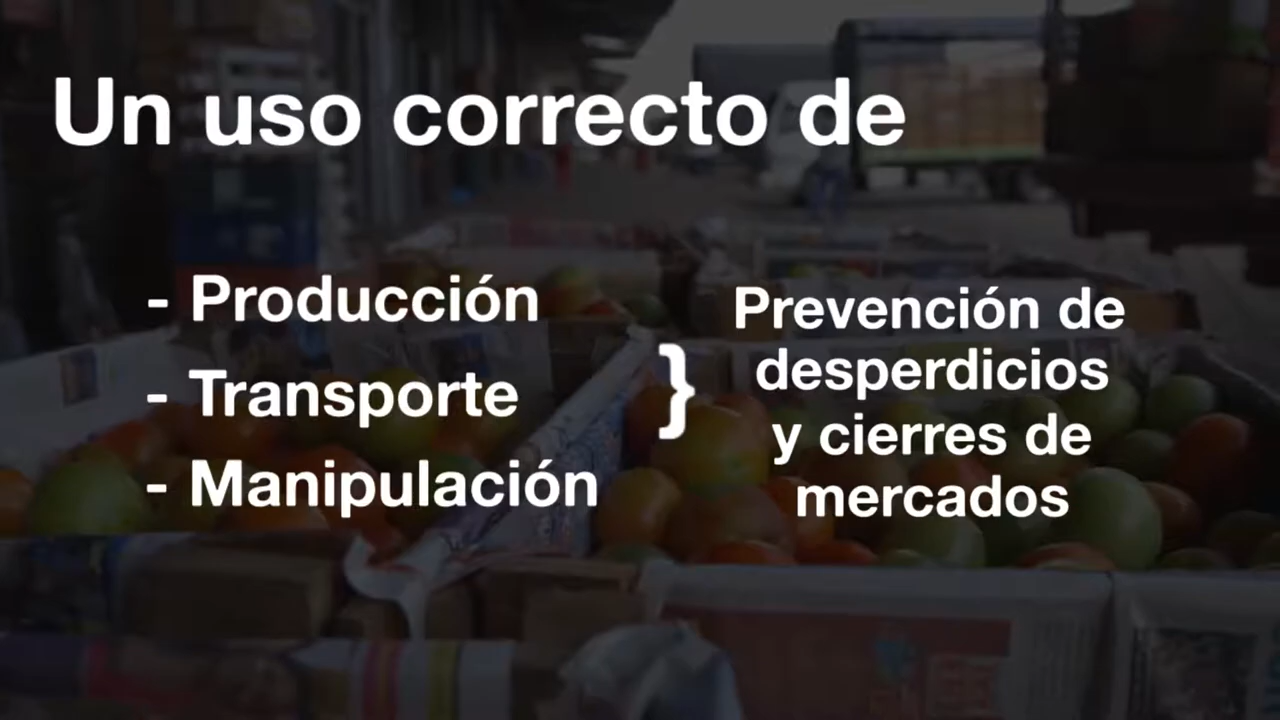 Un uso correcto de
- Producción
- Transporte
- Manipulación
}
Prevención de
desperdicios
y cierres de
mercados